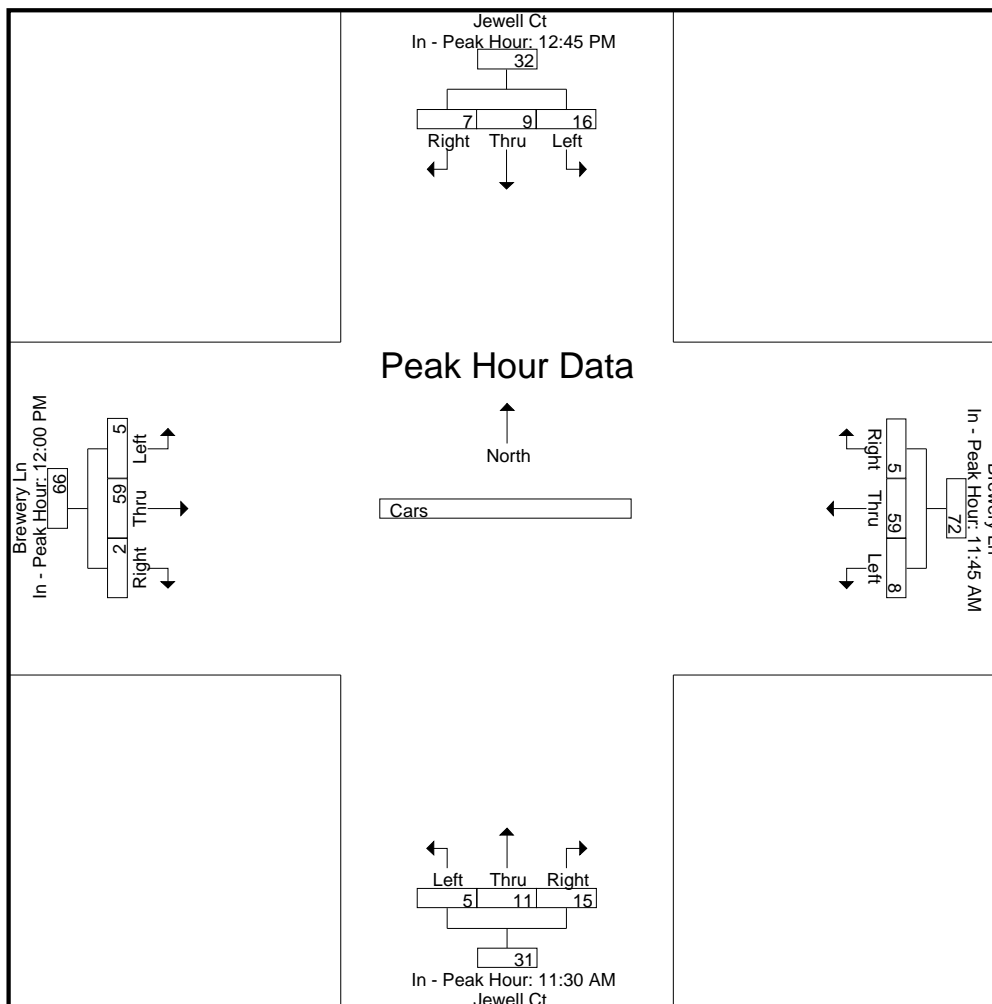 Jewell Ct
In - Peak Hour: 12:45 PM
32
7 9 16
Right Thru Left
Peak Hour Data
North
Cars
Brewery Ln
In - Peak Hour: 12:00 PM
66
5 59 2
Left Thru Right
Brewery Ln
In - Peak Hour: 11:45 AM
72
5 59 8
Right Thru Left
Left Thru Right
5 11 15
31
In - Peak Hour: 11:30 AM
Jewell Ct